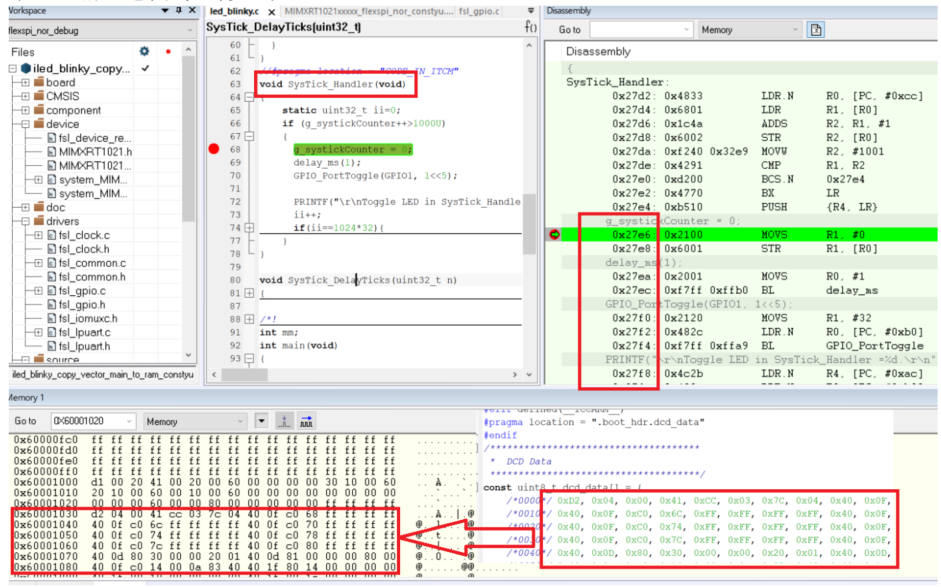 Workspace
flexspi_nor_debug
Files
iled_blinky_copy...
board
CMSIS
component
device
fsl_device_re...
MIMXRT1021.h
MIMXRT1021...
system_MIM...
system_MIM...
doc
drivers
fsl_clock.c
fsl_clock.h
fsl_common.c
fsl_common.h
fsl_gpio.c
fsl_gpio.h
fsl_iomuxc.h
fsl_lpuart.c
fsl_lpuart.h
source
iled_blinky_copy_vector_main_to_ram_constyu
led_blinky.c x MIMXRT1021xxxxx_flexspi_nor_constyu.... fsl_gpio.c
SysTick_DelayTicks(uint32_t) f()
60 }
61 }
62 //#pragma location = "CODE_IN_ITCM"
63 void SysTick_Handler(void)
64 {
65 static uint32_t ii=0;
66 if (g_systickCounter++>1000U)
67 {
68 g_systickCounter = 0;
69 delay_ms(1);
70 GPIO_PortToggle(GPIO1, 1<<5);
71
72 PRINTF("\r\nToggle LED in SysTick_Handle
73 ii++;
74 if(ii==1024*32){
77 }
78 }
79
80 void SysTick_DelayTicks(uint32_t n)
81 {
87
88 /*!
91 int mm;
92 int main(void)
93 {
Disassembly
Go to Memory
Disassembly
{
SysTick_Handler:
0x27d2: 0x4833 LDR.N R0, [PC, #0xcc]
0x27d4: 0x6801 LDR R1, [R0]
0x27d6: 0x1c4a ADDS R2, R1, #1
0x27d8: 0x6002 STR R2, [R0]
0x27da: 0xf240 0x32e9 MOVW R2, #1001
0x27de: 0x4291 CMP R1, R2
0x27e0: 0xd200 BCS.N 0x27e4
0x27e2: 0x4770 BX LR
0x27e4: 0xb510 PUSH {R4, LR}
g_systickCounter = 0;
0x27e6: 0x2100 MOVS R1, #0
0x27e8: 0x6001 STR R1, [R0]
delay_ms(1);
0x27ea: 0x2001 MOVS R0, #1
0x27ec: 0xf7ff 0xffb0 BL delay_ms
GPIO_PortToggle(GPIO1, 1<<5);
0x27f0: 0x2120 MOVS R1, #32
0x27f2: 0x482c LDR.N R0, [PC, #0xb0]
0x27f4: 0xf7ff 0xffa9 BL GPIO_PortToggle
PRINTF("\r\nToggle LED in SysTick_Handler =%d.\r\n"
0x27f8: 0x4c2b LDR.N R4, [PC, #0xac]
Memory 1
Go to 0X60001020 Memory
0x60000fc0 ff ff ff ff ff ff ff ff ff ff ff ff ff ff ff ff
0x60000fd0 ff ff ff ff ff ff ff ff ff ff ff ff ff ff ff ff
0x60000fe0 ff ff ff ff ff ff ff ff ff ff ff ff ff ff ff ff
0x60000ff0 ff ff ff ff ff ff ff ff ff ff ff ff ff ff ff ff
0x60001000 d1 00 20 41 00 20 00 60 00 00 00 00 30 10 00 60
0x60001010 20 10 00 60 00 10 00 60 00 00 00 00 00 00 00 00
0x60001020 00 00 00 60 00 00 80 00 00 00 00 00 ff ff ff ff
0x60001030 d2 04 00 41 cc 03 7c 04 40 0f c0 68 ff ff ff ff
0x60001040 40 0f c0 6c ff ff ff ff 40 0f c0 70 ff ff ff ff
0x60001050 40 0f c0 74 ff ff ff ff 40 0f c0 78 ff ff ff ff
0x60001060 40 0f c0 7c ff ff ff ff 40 0f c0 80 ff ff ff ff
0x60001070 40 0d 80 30 00 00 20 01 40 0d 81 00 00 00 80 00
0x60001080 40 0f c0 14 00 0a 83 40 40 1f 80 14 00 00 00 00
#pragma location = ".boot_hdr.dcd_data"
#endif
* DCD Data
const uint8_t dcd_data[] = {
/*0000*/ 0xD2, 0x04, 0x00, 0x41, 0xCC, 0x03, 0x7C, 0x04, 0x40, 0x0F,
/*0010*/ 0x40, 0x0F, 0xC0, 0x6C, 0xFF, 0xFF, 0xFF, 0xFF, 0x40, 0x0F,
/*0020*/ 0x40, 0x0F, 0xC0, 0x74, 0xFF, 0xFF, 0xFF, 0xFF, 0x40, 0x0F,
/*0030*/ 0x40, 0x0F, 0xC0, 0x7C, 0xFF, 0xFF, 0xFF, 0xFF, 0x40, 0x0F,
/*0040*/ 0x40, 0x0D, 0x80, 0x30, 0x00, 0x00, 0x20, 0x01, 0x40, 0x0D,